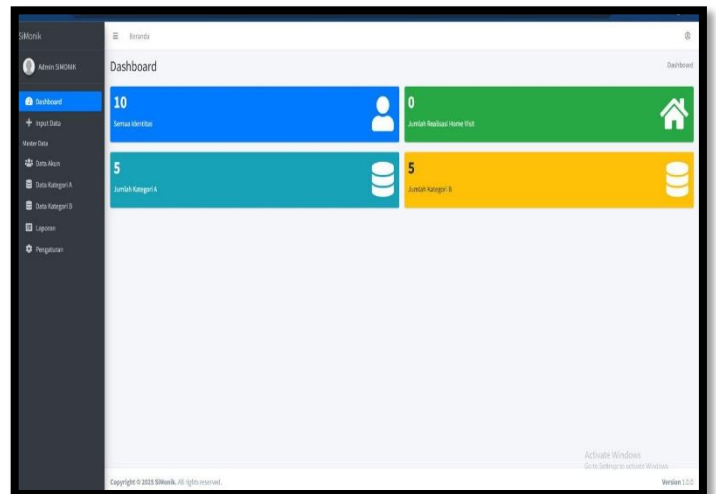 SiMonik
Beranda
Admin SIMONIK
Dashboard
Dashboard
Dashboard
Input Data
Master Data
Data Akun
Data Kategori A
Data Kategori B
Laporan
Pengaturan
10
Semua Identitas
0
Jumlah Realisasi Home Visit
5
Jumlah Kategori A
5
Jumlah Kategori B
Activate Windows
Go to Settings to activate Windows.
Copyright © 2023 SiMonik. All rights reserved.
Version 1.0.0